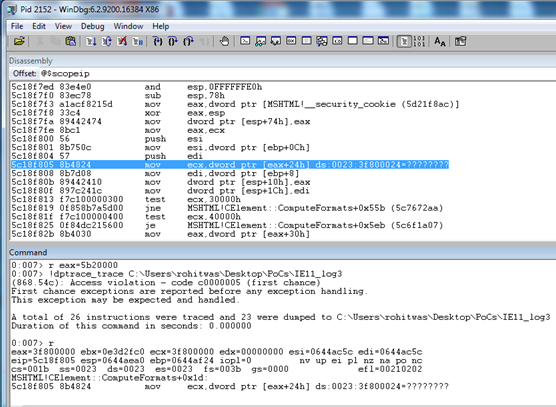 Pid 2152 - WinDbg:6.2.9200.16384 X86
File Edit View Debug Window Help
Disassembly
Offset: @$scopeip
5c18f7ed 83e4e0 and esp,0FFFFFFE0h
5c18f7f0 83ec78 sub esp,78h
5c18f7f3 a1acf8215d mov eax,dword ptr [MSHTML!__security_cookie (5d21f8ac)]
5c18f7f8 33c4 xor eax,esp
5c18f7fa 89442474 mov dword ptr [esp+74h],eax
5c18f7fe 8bc1 mov eax,ecx
5c18f800 56 push esi
5c18f801 8b750c mov esi,dword ptr [ebp+0Ch]
5c18f804 57 push edi
5c18f805 8b4824 mov ecx,dword ptr [eax+24h] ds:0023:3f800024=????????
5c18f808 8b7d08 mov edi,dword ptr [ebp+8]
5c18f80b 89442410 mov dword ptr [esp+10h],eax
5c18f80f 897c241c mov dword ptr [esp+1Ch],edi
5c18f813 f7c100000300 test ecx,30000h
5c18f819 0f858b7a5d00 jne MSHTML!CElement::ComputeFormats+0x55b (5c7672aa)
5c18f81f f7c100000400 test ecx,40000h
5c18f825 0f84dc215600 je MSHTML!CElement::ComputeFormats+0x5eb (5c6f1a07)
5c18f82b 8b4030 mov eax,dword ptr [eax+30h]
Command
0:007> r eax=5b20000
0:007> !dptrace_trace C:\Users\rohitwas\Desktop\PoCs\IE11_log3
(868.54c): Access violation - code c0000005 (first chance)
First chance exceptions are reported before any exception handling.
This exception may be expected and handled.
A total of 26 instructions were traced and 23 were dumped to C:\Users\rohitwas\Desktop\PoCs\IE11_log3
Duration of this command in seconds: 0.000000
0:007> r
eax=3f800000 ebx=0e3d2fc0 ecx=3f800000 edx=00000000 esi=0644ac5c edi=0644ac5c
eip=5c18f805 esp=0644aea0 ebp=0644af24 iopl=0 nv up ei pl nz na po nc
cs=001b ss=0023 ds=0023 es=0023 fs=003b gs=0000 efl=00210202
MSHTML!CElement::ComputeFormats+0x1d:
5c18f805 8b4824 mov ecx,dword ptr [eax+24h] ds:0023:3f800024=????????